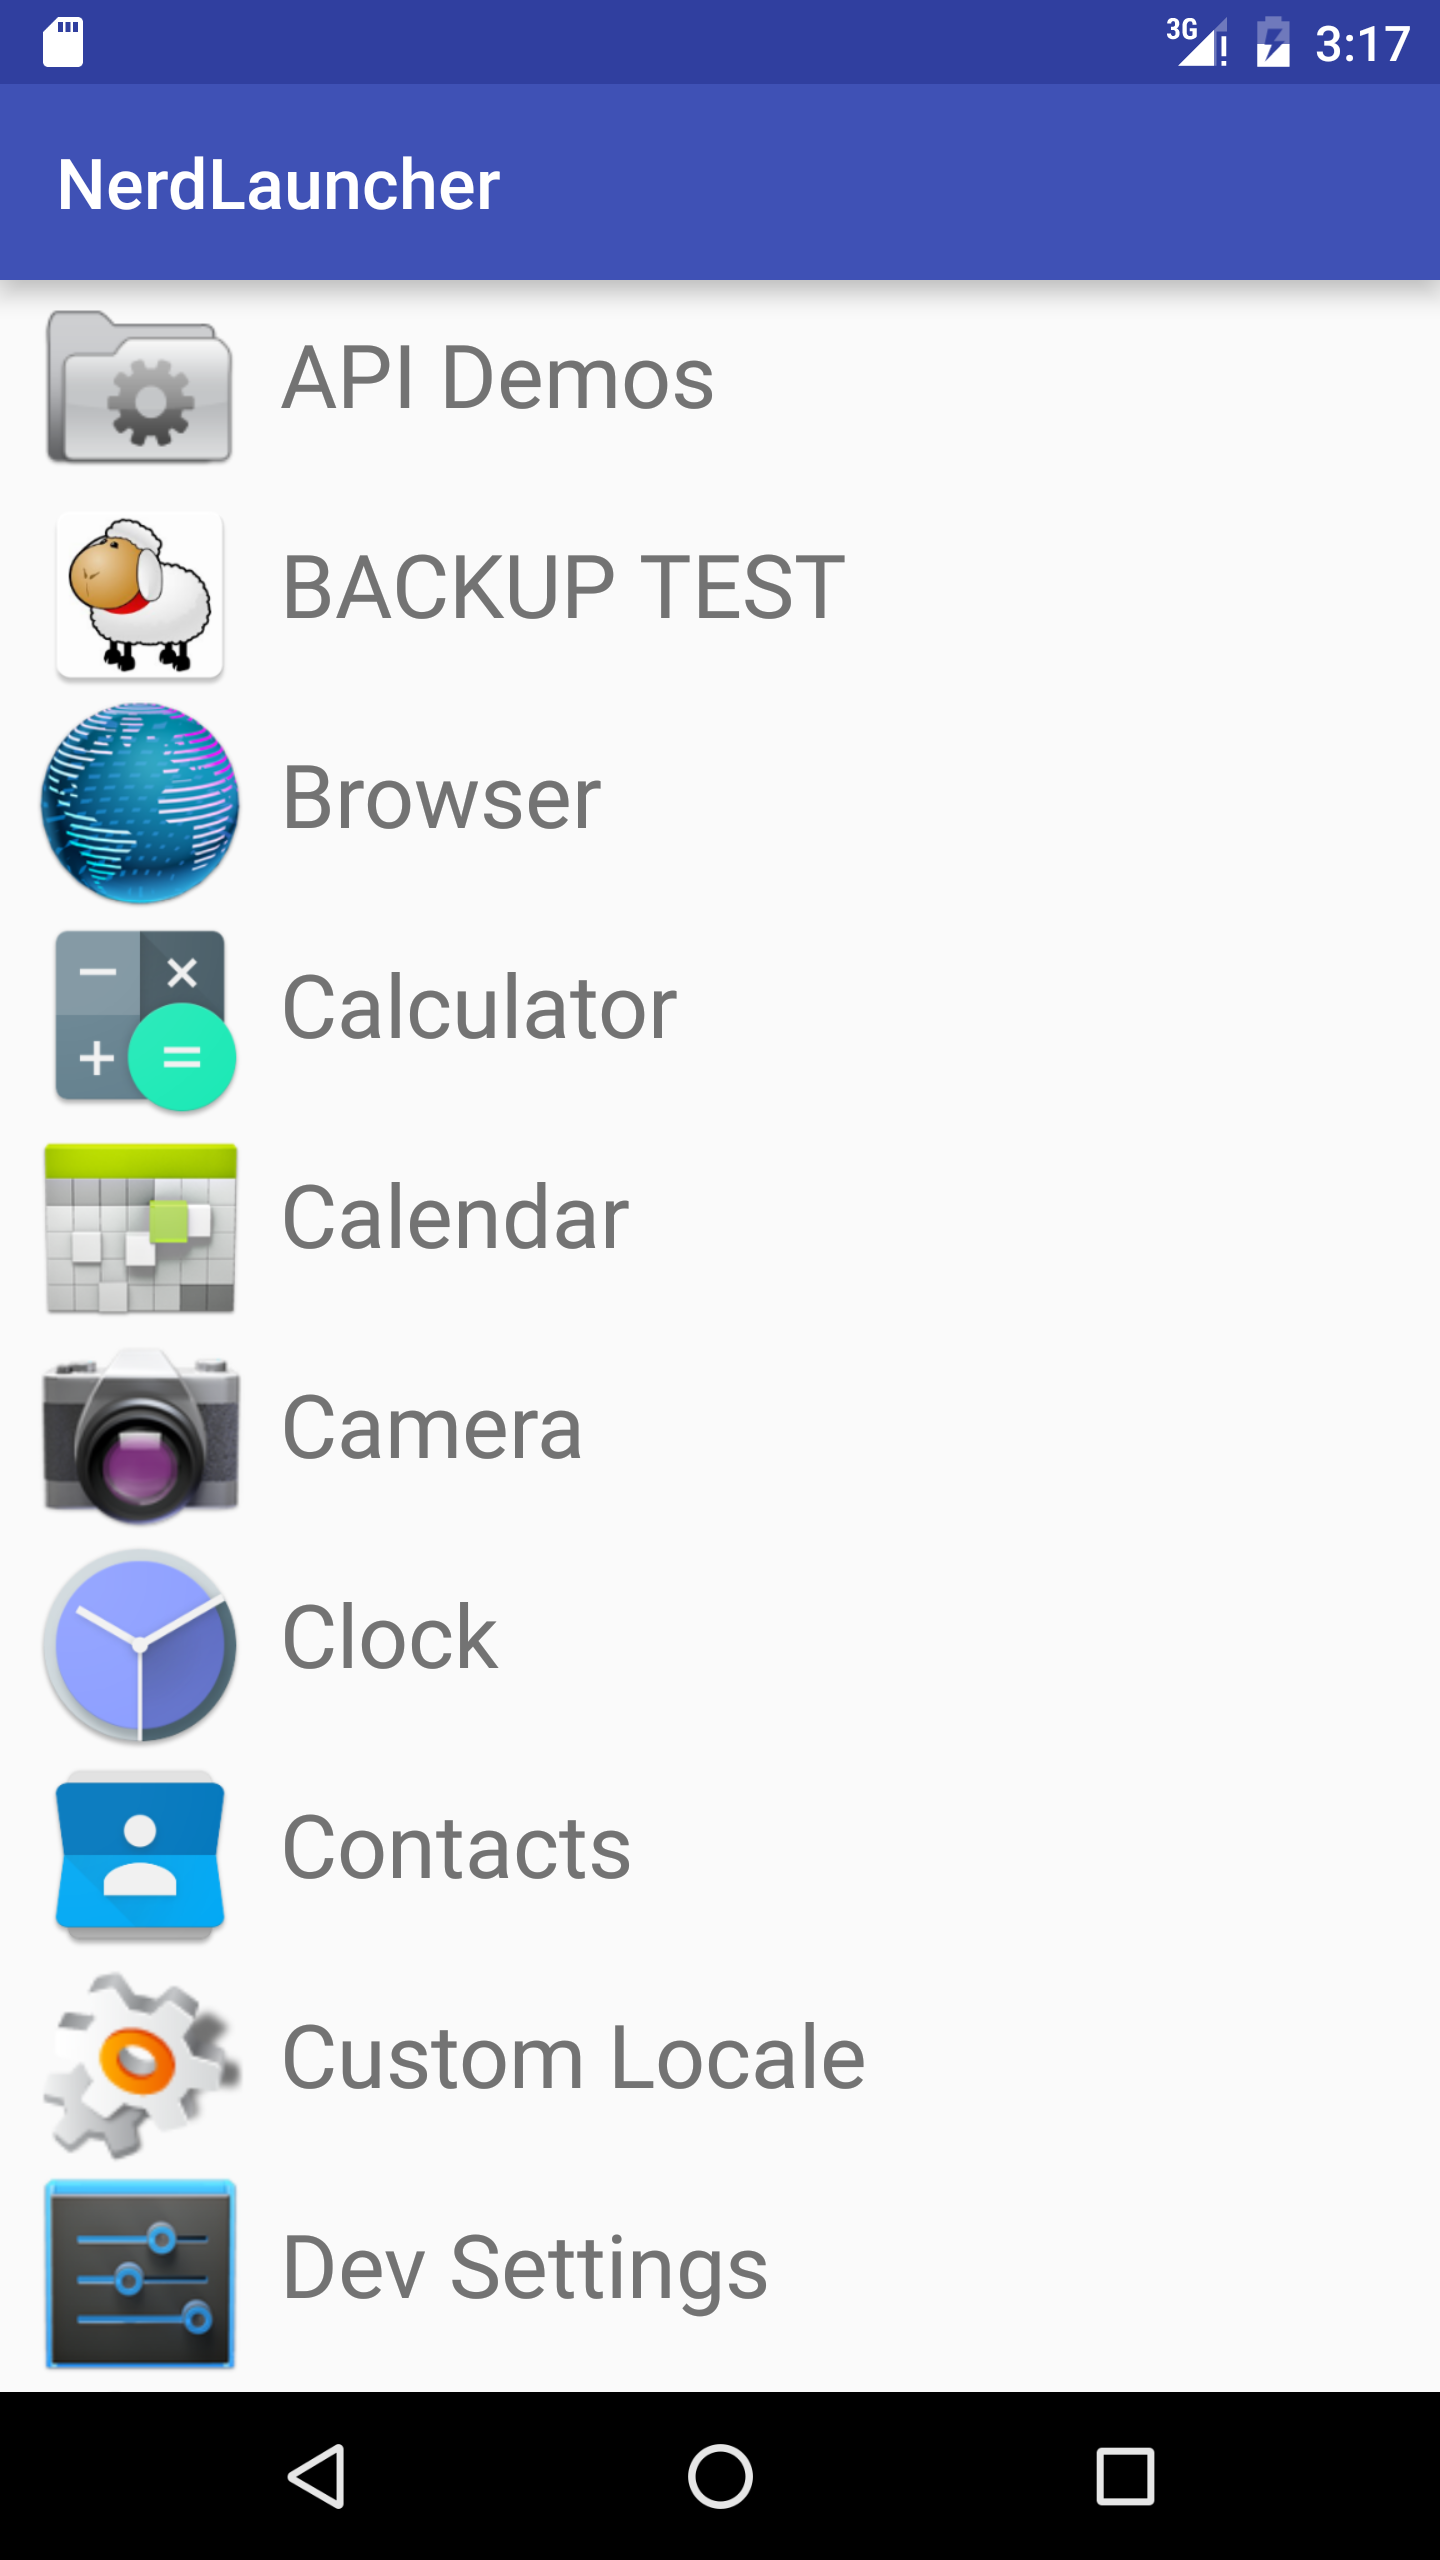 3G 3:17
NerdLauncher
API Demos
BACKUP TEST
Browser
Calculator
Calendar
Camera
Clock
Contacts
Custom Locale
Dev Settings